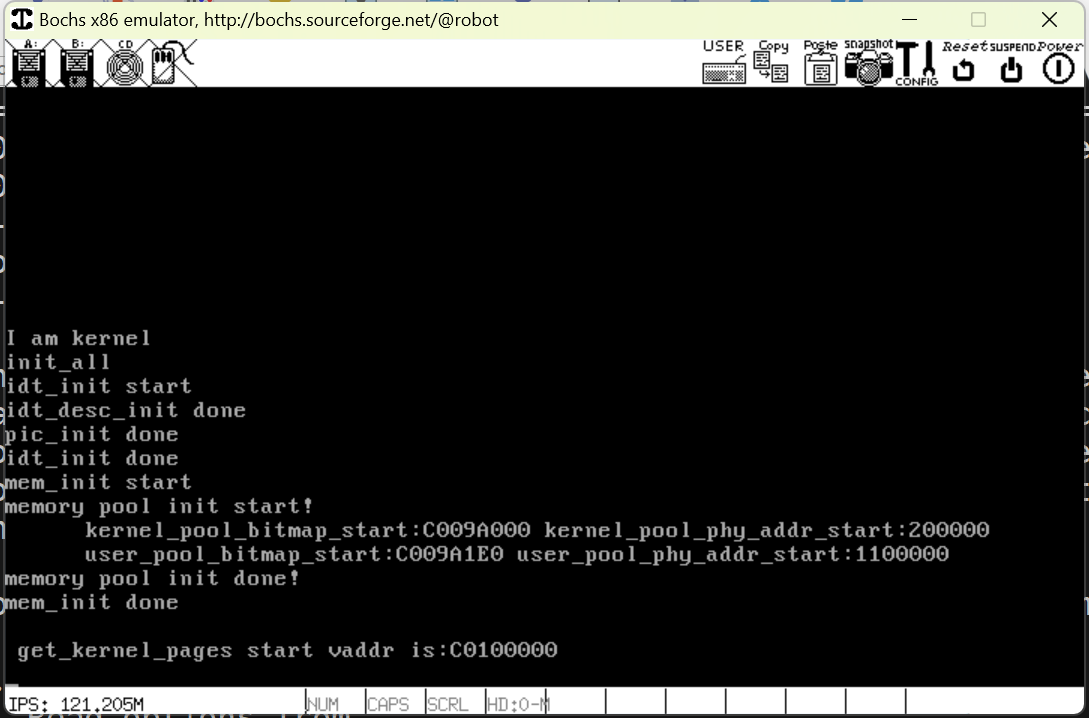 Bochs x86 emulator, http://bochs.sourceforge.net/@robot
A: B: CD USER Copy Paste snapshot CONFIG Reset SUSPEND Power
I am kernel
init_all
idt_init start
idt_desc_init done
pic_init done
idt_init done
mem_init start
memory pool init start!
kernel_pool_bitmap_start:C009A000 kernel_pool_phy_addr_start:200000
user_pool_bitmap_start:C009A1E0 user_pool_phy_addr_start:1100000
memory pool init done!
mem_init done
get_kernel_pages start vaddr is:C0100000
IPS: 121.205M NUM CAPS SCRL HD:0-M